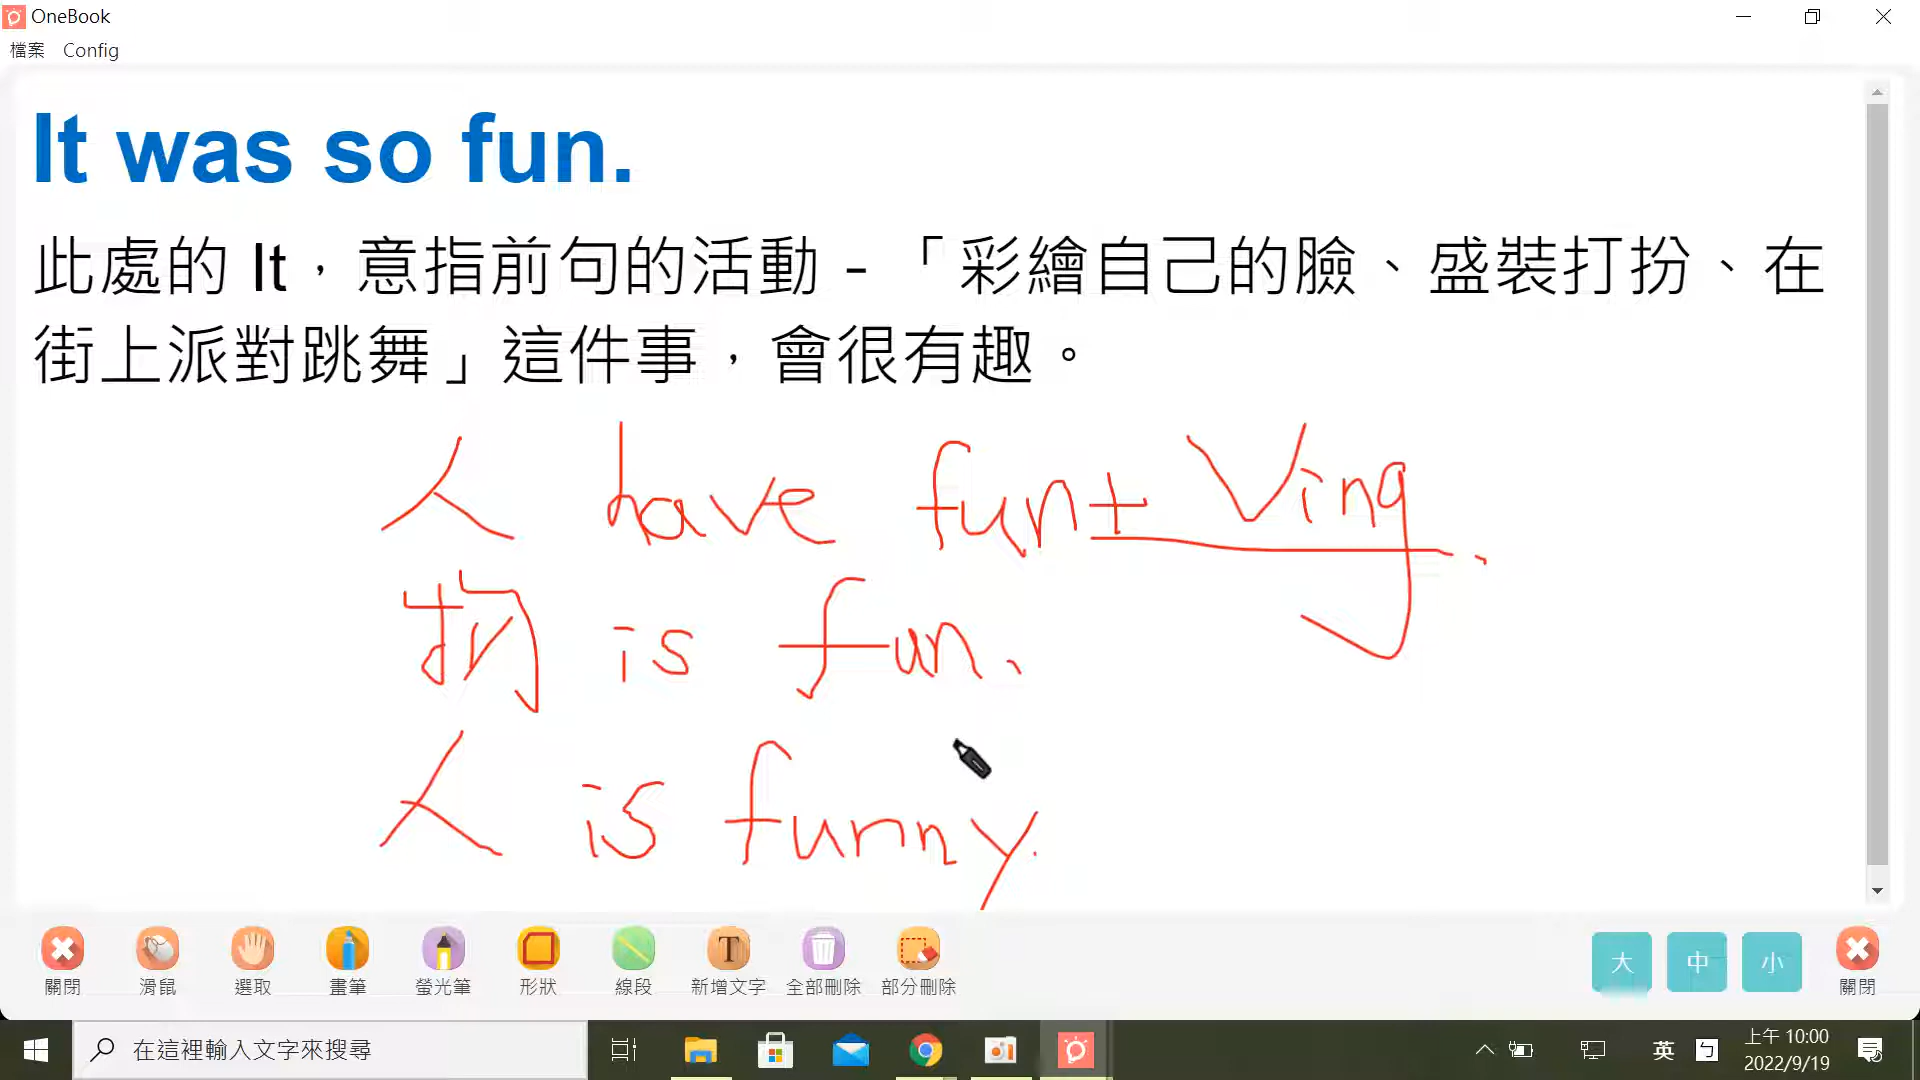 OneBook
檔案 Config
It was so fun.
此處的 It，意指前句的活動 - 「彩繪自己的臉、盛裝打扮、在
街上派對跳舞」這件事，會很有趣。
人 have fun + Ving.
物 is fun.
人 is funny.
關閉 滑鼠 選取 畫筆 螢光筆 形狀 線段 新增文字 全部刪除 部分刪除 大 中 小 關閉
在這裡輸入文字來搜尋
英 ㄅ 上午 10:00
2022/9/19